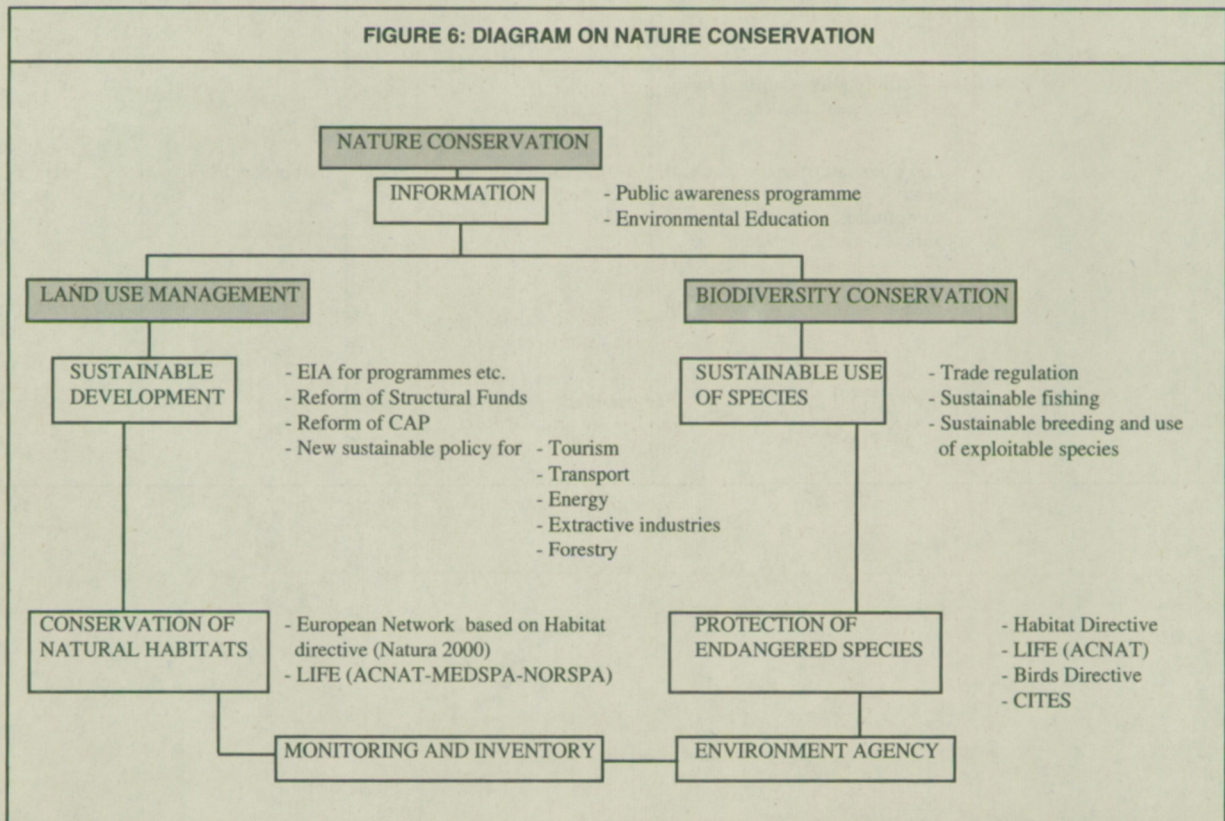 FIGURE 6: DIAGRAM ON NATURE CONSERVATION
NATURE CONSERVATION
INFORMATION
- Public awareness programme
- Environmental Education
LAND USE MANAGEMENT
BIODIVERSITY CONSERVATION
SUSTAINABLE
DEVELOPMENT
- EIA for programmes etc.
- Reform of Structural Funds
- Reform of CAP
- New sustainable policy for
- Tourism
- Transport
- Energy
- Extractive industries
- Forestry
SUSTAINABLE USE
OF SPECIES
- Trade regulation
- Sustainable fishing
- Sustainable breeding and use
of exploitable species
CONSERVATION OF
NATURAL HABITATS
- European Network based on Habitat
directive (Natura 2000)
- LIFE (ACNAT-MEDSPA-NORSPA)
PROTECTION OF
ENDANGERED SPECIES
- Habitat Directive
- LIFE (ACNAT)
- Birds Directive
- CITES
MONITORING AND INVENTORY
ENVIRONMENT AGENCY